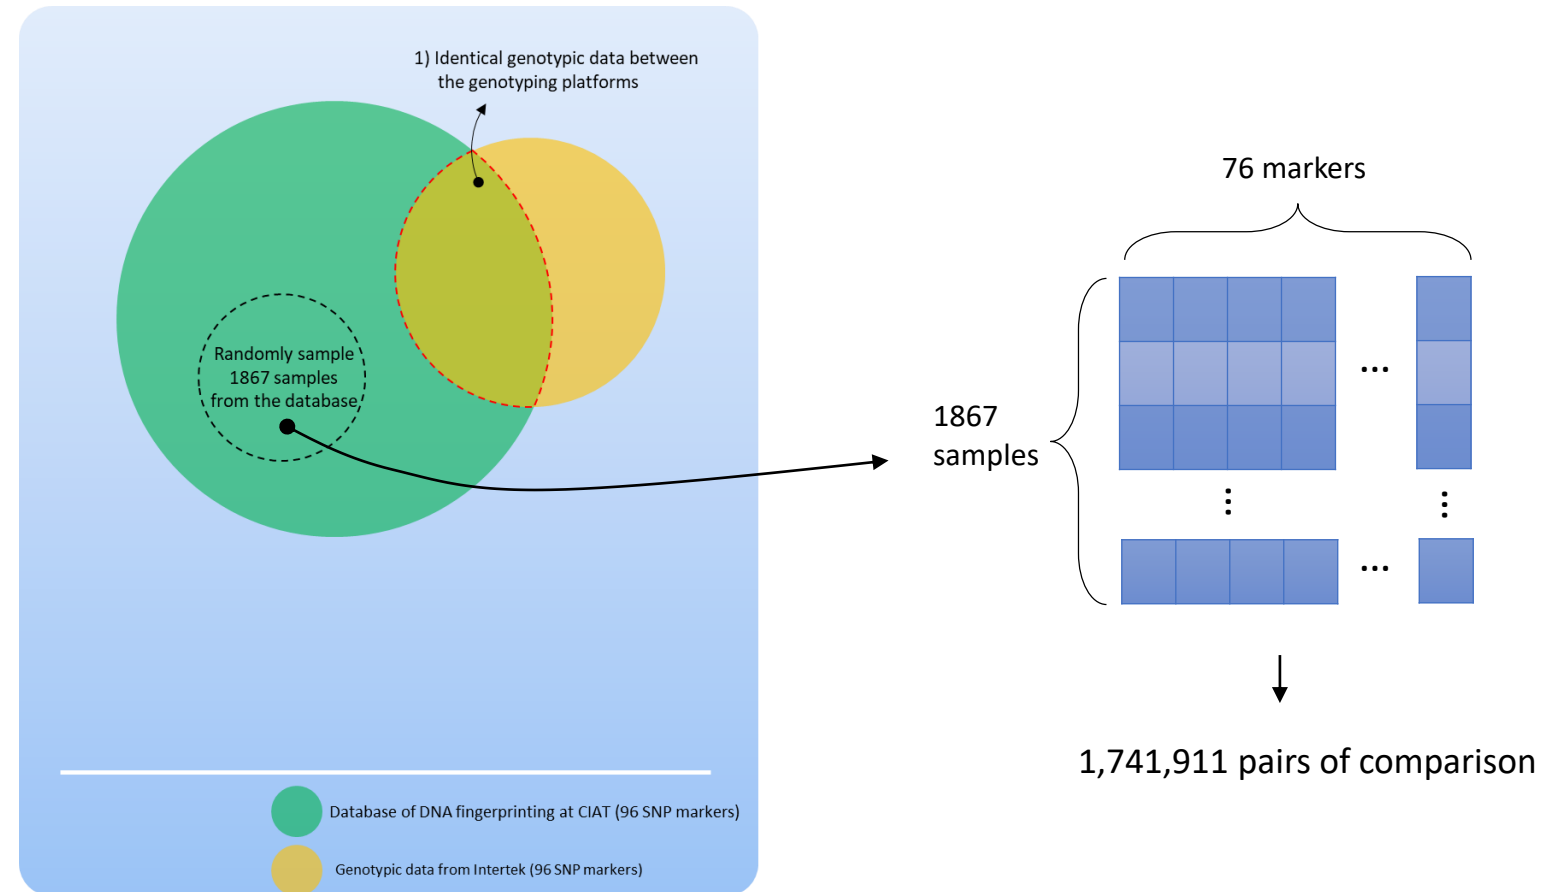 1) Identical genotypic data between
the genotyping platforms
Randomly sample
1867 samples
from the database
Database of DNA fingerprinting at CIAT (96 SNP markers)
Genotypic data from Intertek (96 SNP markers)
76 markers
1867
samples
...
...
...
...
1,741,911 pairs of comparison